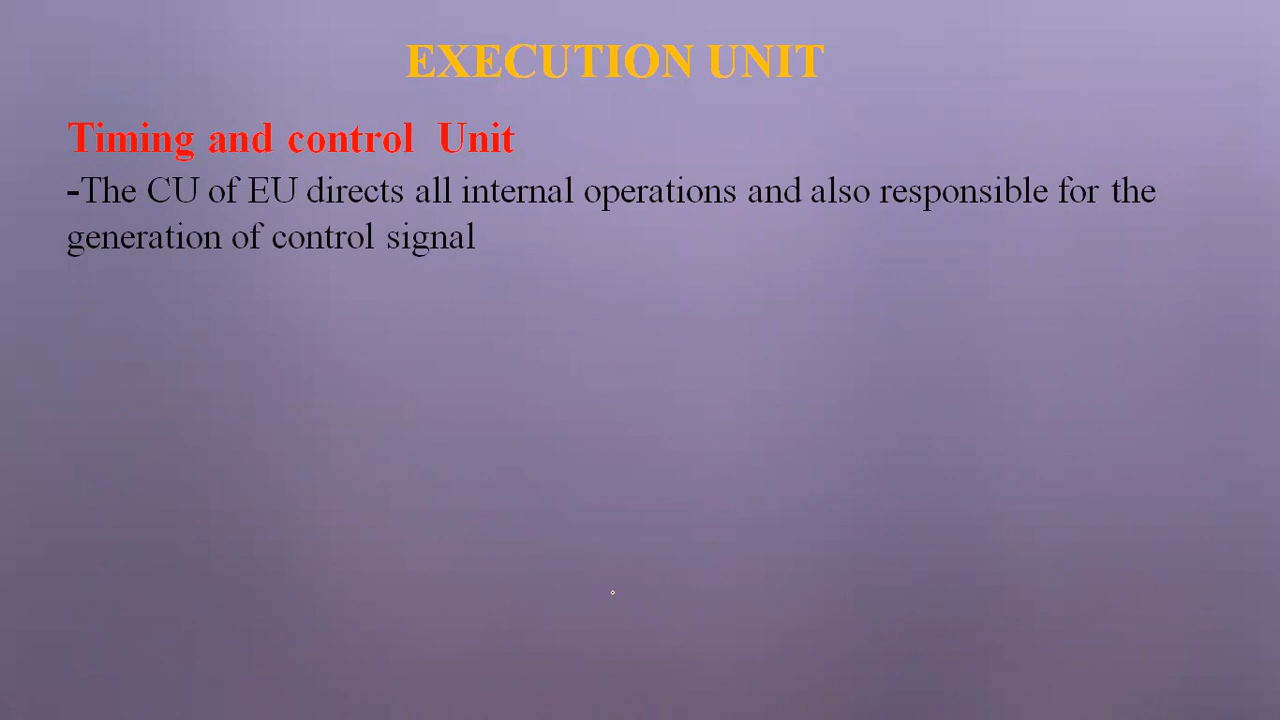 EXECUTION UNIT
Timing and control Unit
-The CU of EU directs all internal operations and also responsible for the
generation of control signal